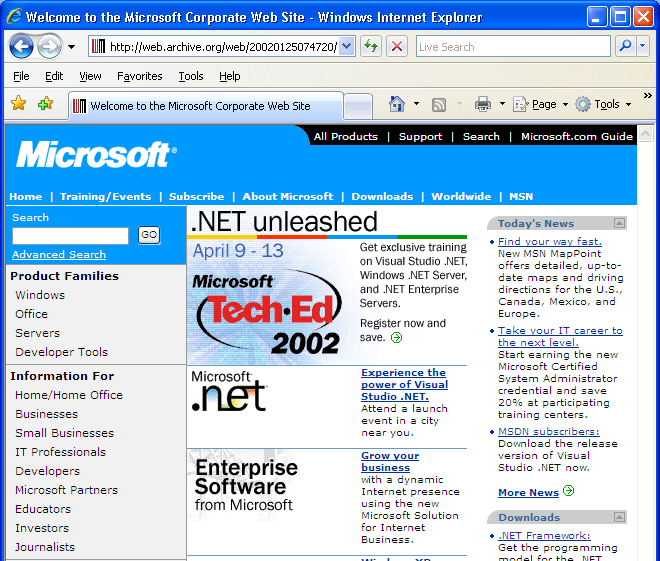 Welcome to the Microsoft Corporate Web Site - Windows Internet Explorer
http://web.archive.org/web/20020125074720/
Live Search
File Edit View Favorites Tools Help
Welcome to the Microsoft Corporate Web Site
Page Tools »
All Products | Support | Search | Microsoft.com Guide
Microsoft®
Home | Training/Events | Subscribe | About Microsoft | Downloads | Worldwide | MSN
Search
GO
Advanced Search
Product Families
Windows
Office
Servers
Developer Tools
Information For
Home/Home Office
Businesses
Small Businesses
IT Professionals
Developers
Microsoft Partners
Educators
Investors
Journalists
.NET unleashed
April 9 - 13
Microsoft
Tech·Ed
2002
Get exclusive training
on Visual Studio .NET,
Windows .NET Server,
and .NET Enterprise
Servers.
Register now and
save.
Microsoft®
.net
Experience the
power of Visual
Studio .NET.
Attend a launch
event in a city
near you.
Enterprise
Software
from Microsoft
Grow your
business
with a dynamic
Internet presence
using the new
Microsoft Solution
for Internet
Business.
Today's News
Find your way fast.
New MSN MapPoint
offers detailed, up-to-
date maps and driving
directions for the U.S.,
Canada, Mexico, and
Europe.
Take your IT career to
the next level.
Start earning the new
Microsoft Certified
System Administrator
credential and save
20% at participating
training centers.
MSDN subscribers:
Download the release
version of Visual
Studio .NET now.
More News
Downloads
.NET Framework:
Get the programming
model for the .NET